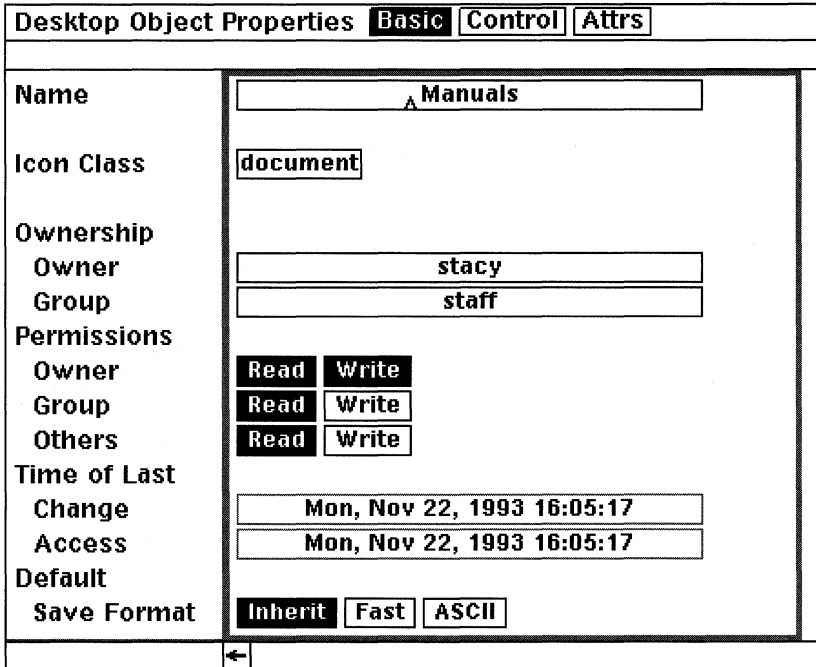 Desktop Object Properties Basic Control Attrs
Name ^Manuals
Icon Class document
Ownership
Owner stacy
Group staff
Permissions
Owner Read Write
Group Read Write
Others Read Write
Time of Last
Change Mon, Nov 22, 1993 16:05:17
Access Mon, Nov 22, 1993 16:05:17
Default
Save Format Inherit Fast ASCII